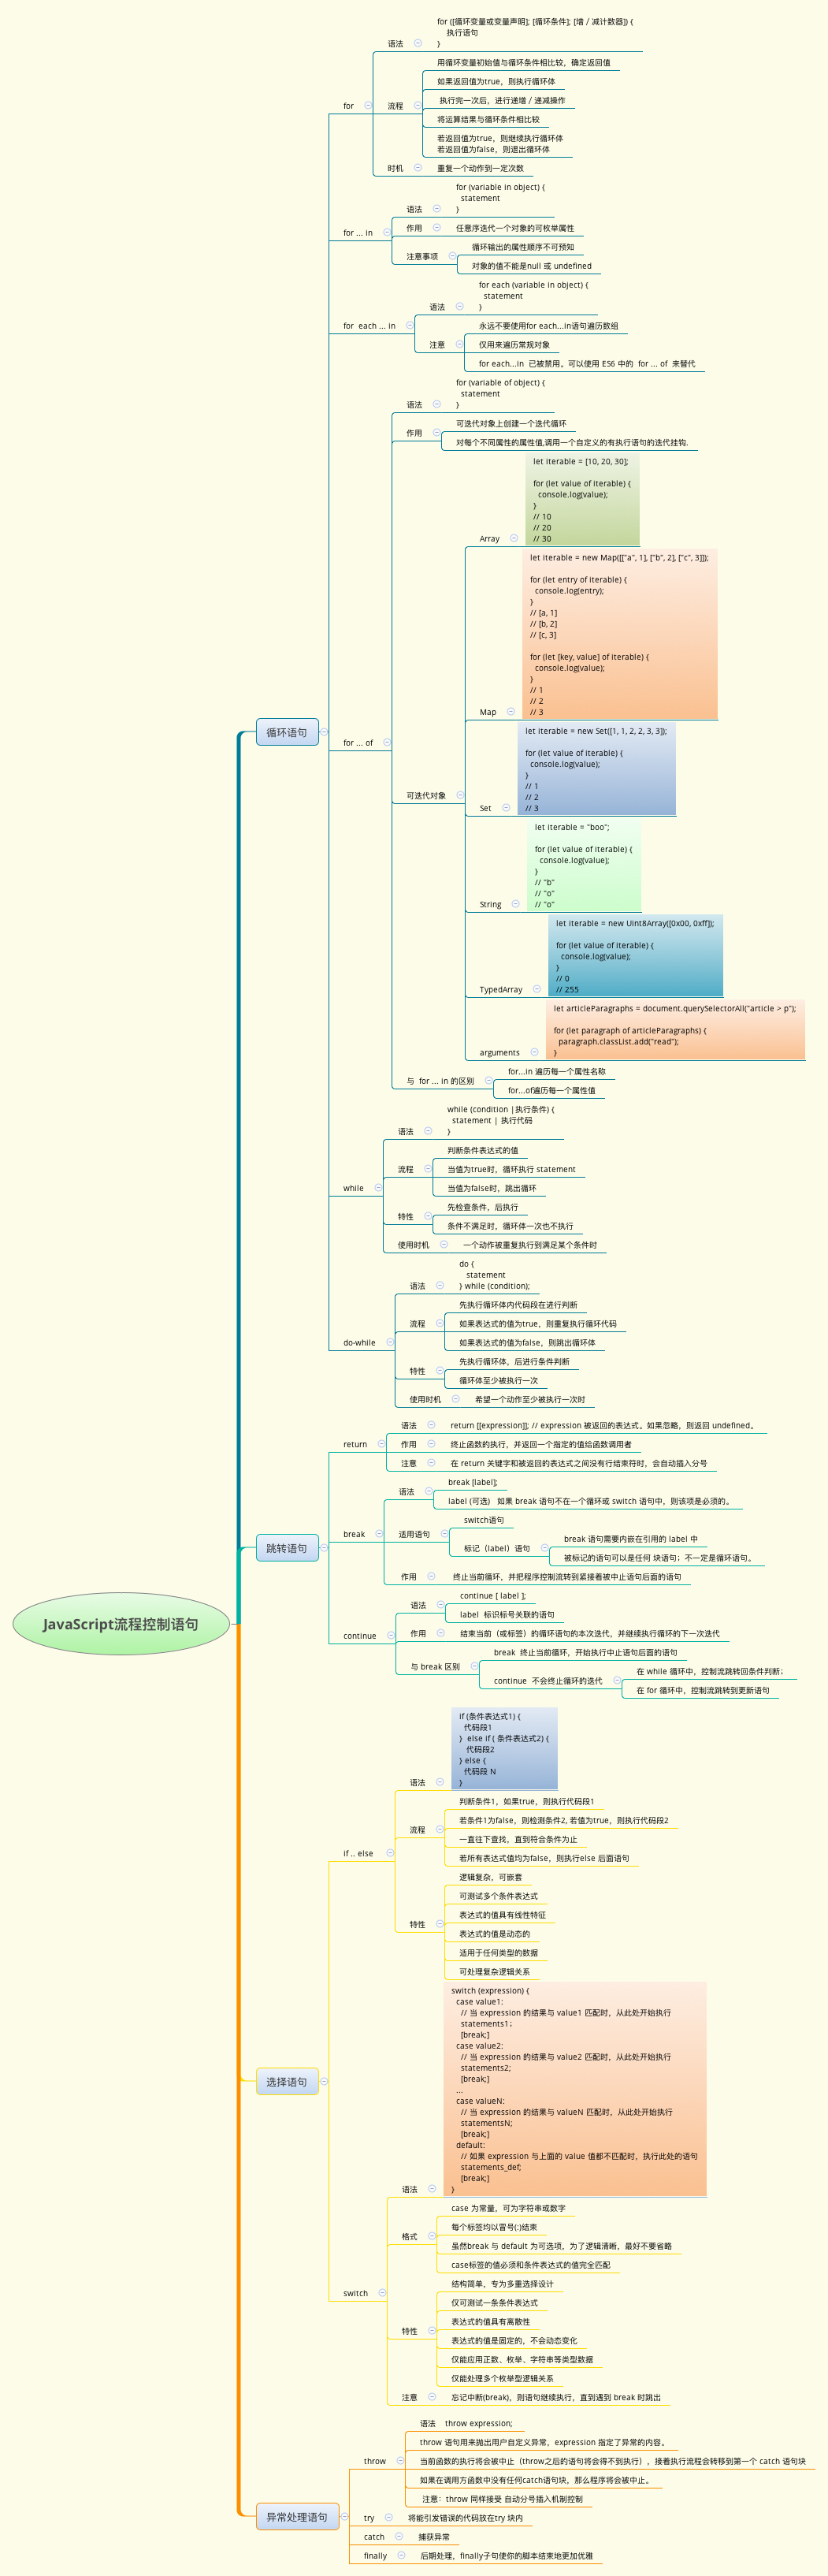 JavaScript流程控制语句
循环语句
for
语法
for ([循环变量或变量声明]; [循环条件]; [增 / 减计数器]) {
执行语句
}
流程
用循环变量初始值与循环条件相比较，确定返回值
如果返回值为true，则执行循环体
执行完一次后，进行递增 / 递减操作
将运算结果与循环条件相比较
若返回值为true，则继续执行循环体
若返回值为false，则退出循环体
时机
重复一个动作到一定次数
for ... in
语法
for (variable in object) {
statement
}
作用
任意序迭代一个对象的可枚举属性
注意事项
循环输出的属性顺序不可预知
对象的值不能是null 或 undefined
for each ... in
语法
for each (variable in object) {
statement
}
注意
永远不要使用for each...in语句遍历数组
仅用来遍历常规对象
for each...in 已被禁用。可以使用 ES6 中的 for ... of 来替代
for ... of
语法
for (variable of object) {
statement
}
作用
可迭代对象上创建一个迭代循环
对每个不同属性的属性值,调用一个自定义的有执行语句的迭代挂钩.
可迭代对象
Array
let iterable = [10, 20, 30];
for (let value of iterable) {
console.log(value);
}
// 10
// 20
// 30
Map
let iterable = new Map([["a", 1], ["b", 2], ["c", 3]]);
for (let entry of iterable) {
console.log(entry);
}
// [a, 1]
// [b, 2]
// [c, 3]
for (let [key, value] of iterable) {
console.log(value);
}
// 1
// 2
// 3
Set
let iterable = new Set([1, 1, 2, 2, 3, 3]);
for (let value of iterable) {
console.log(value);
}
// 1
// 2
// 3
String
let iterable = "boo";
for (let value of iterable) {
console.log(value);
}
// "b"
// "o"
// "o"
TypedArray
let iterable = new Uint8Array([0x00, 0xff]);
for (let value of iterable) {
console.log(value);
}
// 0
// 255
arguments
let articleParagraphs = document.querySelectorAll("article > p");
for (let paragraph of articleParagraphs) {
paragraph.classList.add("read");
}
与 for ... in 的区别
for...in 遍历每一个属性名称
for...of遍历每一个属性值
while
语法
while (condition |执行条件) {
statement | 执行代码
}
流程
判断条件表达式的值
当值为true时，循环执行 statement
当值为false时，跳出循环
特性
先检查条件，后执行
条件不满足时，循环体一次也不执行
使用时机
一个动作被重复执行到满足某个条件时
do-while
语法
do {
statement
} while (condition);
流程
先执行循环体内代码段在进行判断
如果表达式的值为true，则重复执行循环代码
如果表达式的值为false，则跳出循环体
特性
先执行循环体，后进行条件判断
循环体至少被执行一次
使用时机
希望一个动作至少被执行一次时
跳转语句
return
语法
return [[expression]]; // expression 被返回的表达式。如果忽略，则返回 undefined。
作用
终止函数的执行，并返回一个指定的值给函数调用者
注意
在 return 关键字和被返回的表达式之间没有行结束符时，会自动插入分号
break
语法
break [label];
label (可选) 如果 break 语句不在一个循环或 switch 语句中，则该项是必须的。
适用语句
switch语句
标记（label）语句
break 语句需要内嵌在引用的 label 中
被标记的语句可以是任何 块语句；不一定是循环语句。
作用
终止当前循环，并把程序控制流转到紧接着被中止语句后面的语句
continue
语法
continue [ label ];
label 标识标号关联的语句
作用
结束当前（或标签）的循环语句的本次迭代，并继续执行循环的下一次迭代
与 break 区别
break 终止当前循环，开始执行中止语句后面的语句
continue 不会终止循环的迭代
在 while 循环中，控制流跳转回条件判断；
在 for 循环中，控制流跳转到更新语句
选择语句
if .. else
语法
if (条件表达式1) {
代码段1
} else if ( 条件表达式2) {
代码段2
} else {
代码段 N
}
流程
判断条件1，如果true，则执行代码段1
若条件1为false，则检测条件2, 若值为true，则执行代码段2
一直往下查找，直到符合条件为止
若所有表达式值均为false，则执行else 后面语句
特性
逻辑复杂，可嵌套
可测试多个条件表达式
表达式的值具有线性特征
表达式的值是动态的
适用于任何类型的数据
可处理复杂逻辑关系
switch
语法
switch (expression) {
case value1:
// 当 expression 的结果与 value1 匹配时，从此处开始执行
statements1；
[break;]
case value2:
// 当 expression 的结果与 value2 匹配时，从此处开始执行
statements2;
[break;]
...
case valueN:
// 当 expression 的结果与 valueN 匹配时，从此处开始执行
statementsN;
[break;]
default:
// 如果 expression 与上面的 value 值都不匹配时，执行此处的语句
statements_def;
[break;]
}
格式
case 为常量，可为字符串或数字
每个标签均以冒号(:)结束
虽然break 与 default 为可选项，为了逻辑清晰，最好不要省略
case标签的值必须和条件表达式的值完全匹配
特性
结构简单，专为多重选择设计
仅可测试一条条件表达式
表达式的值具有离散性
表达式的值是固定的，不会动态变化
仅能应用正数、枚举、字符串等类型数据
仅能处理多个枚举型逻辑关系
注意
忘记中断(break)，则语句继续执行，直到遇到 break 时跳出
异常处理语句
throw
语法 throw expression;
throw 语句用来抛出用户自定义异常，expression 指定了异常的内容。
当前函数的执行将会被中止（throw之后的语句将会得不到执行），接着执行流程会转移到第一个 catch 语句块
如果在调用方函数中没有任何catch语句块，那么程序将会被中止。
注意：throw 同样接受 自动分号插入机制控制
try
将能引发错误的代码放在try 块内
catch
捕获异常
finally
后期处理，finally子句使你的脚本结束地更加优雅